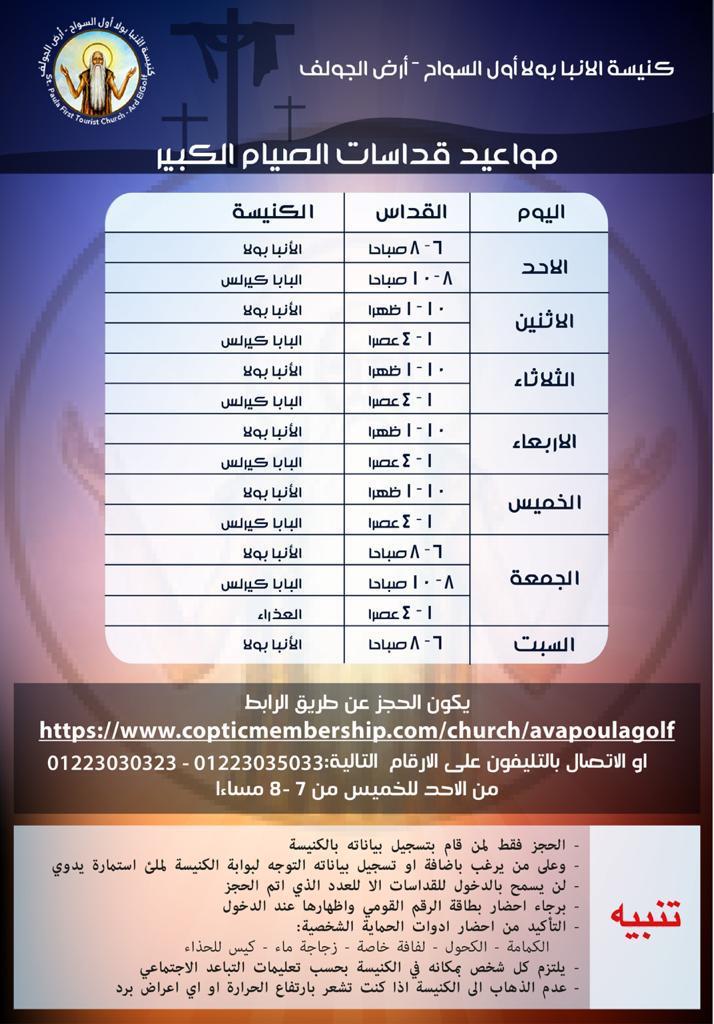 كنيسة الأنبا بولا أول السواح - أرض الجولف
St. Paula First Tourist Church - Ard ElGolf
كنيسة الانبا بولا أول السواح - أرض الجولف
مواعيد قداسات الصيام الكبير
اليوم القداس الكنيسة
الاحد ٦ - ٨ صباحا الأنبا بولا
٨ - ١٠ صباحا البابا كيرلس
الاثنين ١٠ - ١ ظهرا الأنبا بولا
١ - ٤ عصرا البابا كيرلس
الثلاثاء ١٠ - ١ ظهرا الأنبا بولا
١ - ٤ عصرا البابا كيرلس
الاربعاء ١٠ - ١ ظهرا الأنبا بولا
١ - ٤ عصرا البابا كيرلس
الخميس ١٠ - ١ ظهرا الأنبا بولا
١ - ٤ عصرا البابا كيرلس
الجمعة ٦ - ٨ صباحا الأنبا بولا
٨ - ١٠ صباحا البابا كيرلس
١ - ٤ عصرا العذراء
السبت ٦ - ٨ صباحا الأنبا بولا
يكون الحجز عن طريق الرابط
https://www.copticmembership.com/church/avapoulagolf
او الاتصال بالتليفون على الارقام التالية:01223035033 - 01223030323
من الاحد للخميس من 7 -8 مساءا
تنبيه
- الحجز فقط لمن قام بتسجيل بياناته بالكنيسة
- وعلى من يرغب باضافة او تسجيل بياناته التوجه لبوابة الكنيسة لملئ استمارة يدوي
- لن يسمح بالدخول للقداسات الا للعدد الذي اتم الحجز
- برجاء احضار بطاقة الرقم القومي واظهارها عند الدخول
- التأكيد من احضار ادوات الحماية الشخصية:
الكمامة - الكحول - لفافة خاصة - زجاجة ماء - كيس للحذاء
- يلتزم كل شخص بمكانه في الكنيسة بحسب تعليمات التباعد الاجتماعي
- عدم الذهاب الى الكنيسة اذا كنت تشعر بارتفاع الحرارة او اي اعراض برد